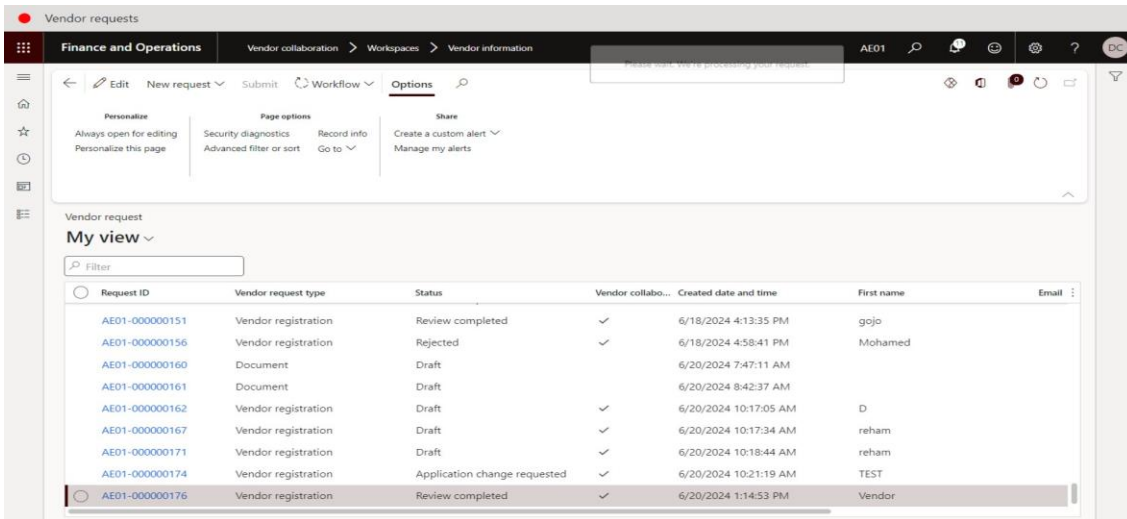 Vendor requests
Finance and Operations Vendor collaboration > Workspaces > Vendor information AE01 ? DC
Please wait. We're processing your request.
Edit New request Submit Workflow Options
Personalize Page options Share
Always open for editing Security diagnostics Record info Create a custom alert
Personalize this page Advanced filter or sort Go to Manage my alerts
Vendor request
My view
Filter
Request ID Vendor request type Status Vendor collabo... Created date and time First name Email
AE01-000000151 Vendor registration Review completed ✓ 6/18/2024 4:13:35 PM gojo
AE01-000000156 Vendor registration Rejected ✓ 6/18/2024 4:58:41 PM Mohamed
AE01-000000160 Document Draft 6/20/2024 7:47:11 AM
AE01-000000161 Document Draft 6/20/2024 8:42:37 AM
AE01-000000162 Vendor registration Draft ✓ 6/20/2024 10:17:05 AM D
AE01-000000167 Vendor registration Draft ✓ 6/20/2024 10:17:34 AM reham
AE01-000000171 Vendor registration Draft ✓ 6/20/2024 10:18:44 AM reham
AE01-000000174 Vendor registration Application change requested ✓ 6/20/2024 10:21:19 AM TEST
AE01-000000176 Vendor registration Review completed ✓ 6/20/2024 1:14:53 PM Vendor